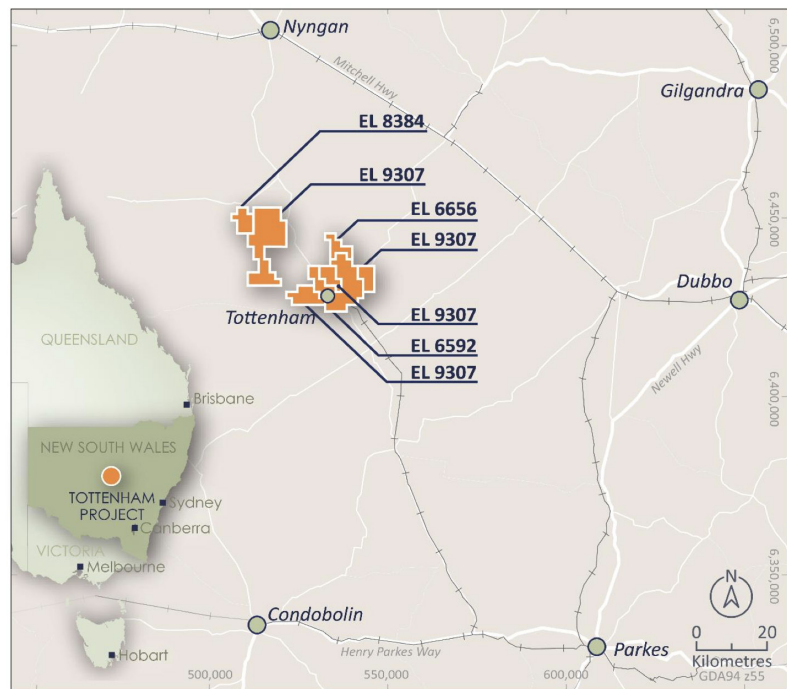 Nyngan
6,500,000
Mitchell Hwy
Gilgandra
EL 8384
EL 9307
EL 6656
EL 9307
6,450,000
Dubbo
Tottenham
EL 9307
EL 6592
EL 9307
Newell Hwy
6,400,000
QUEENSLAND
Brisbane
NEW SOUTH WALES
TOTTENHAM
PROJECT
Sydney
Canberra
VICTORIA
Melbourne
Hobart
6,350,000
N
Condobolin
Henry Parkes Way
Parkes
0 20
Kilometres
GDA94 z55
500,000
550,000
600,000